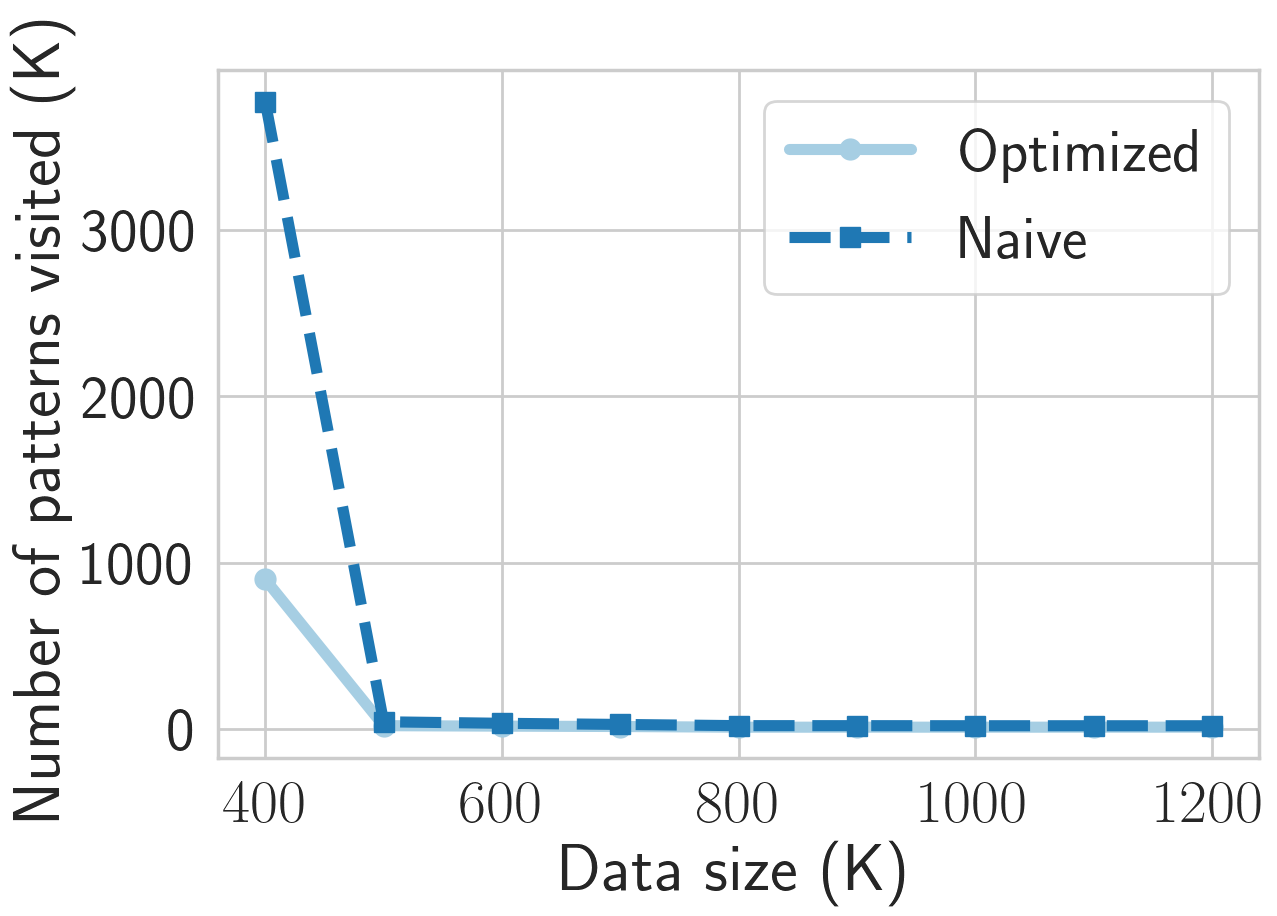 Number of patterns visited (K)
3000
2000
1000
0
Optimized
Naive
400 600 800 1000 1200
Data size (K)